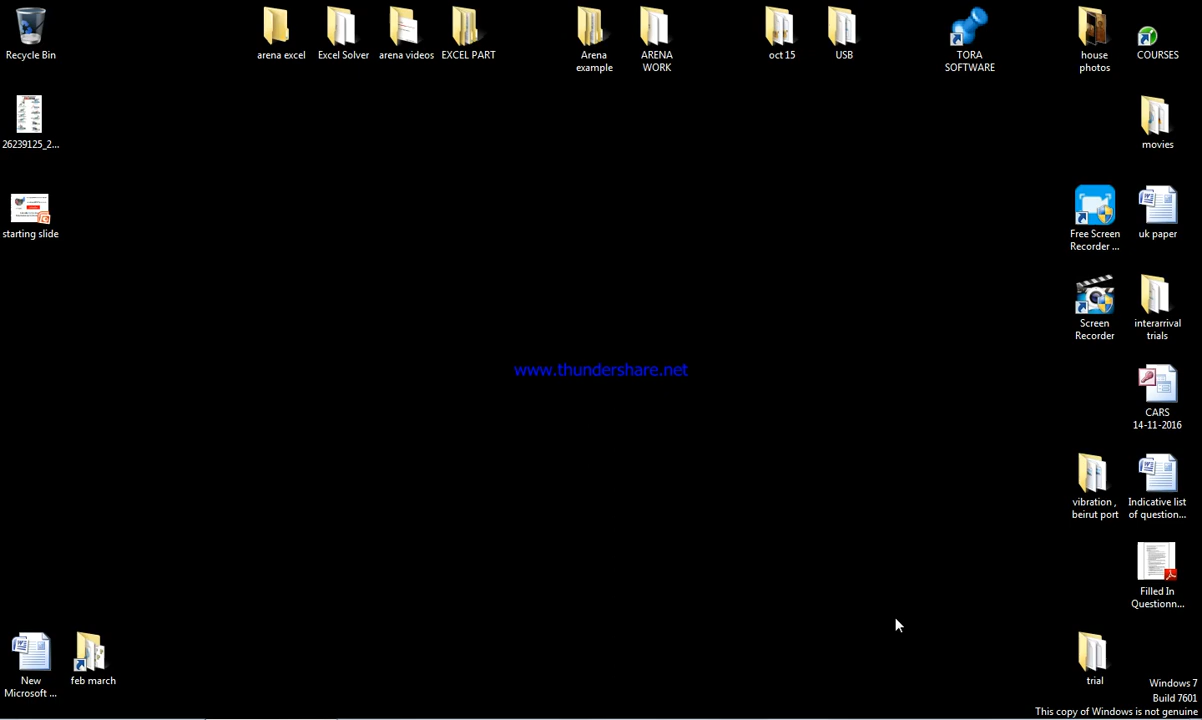 Recycle Bin
arena excel
Excel Solver
arena videos
EXCEL PART
Arena
example
ARENA
WORK
oct 15
USB
TORA
SOFTWARE
house
photos
COURSES
26239125_2...
movies
starting slide
Free Screen
Recorder ...
uk paper
Screen
Recorder
interarrival
trials
www.thundershare.net
CARS
14-11-2016
vibration ,
beirut port
Indicative list
of question...
Filled In
Questionn...
New
Microsoft ...
feb march
trial
Windows 7
Build 7601
This copy of Windows is not genuine